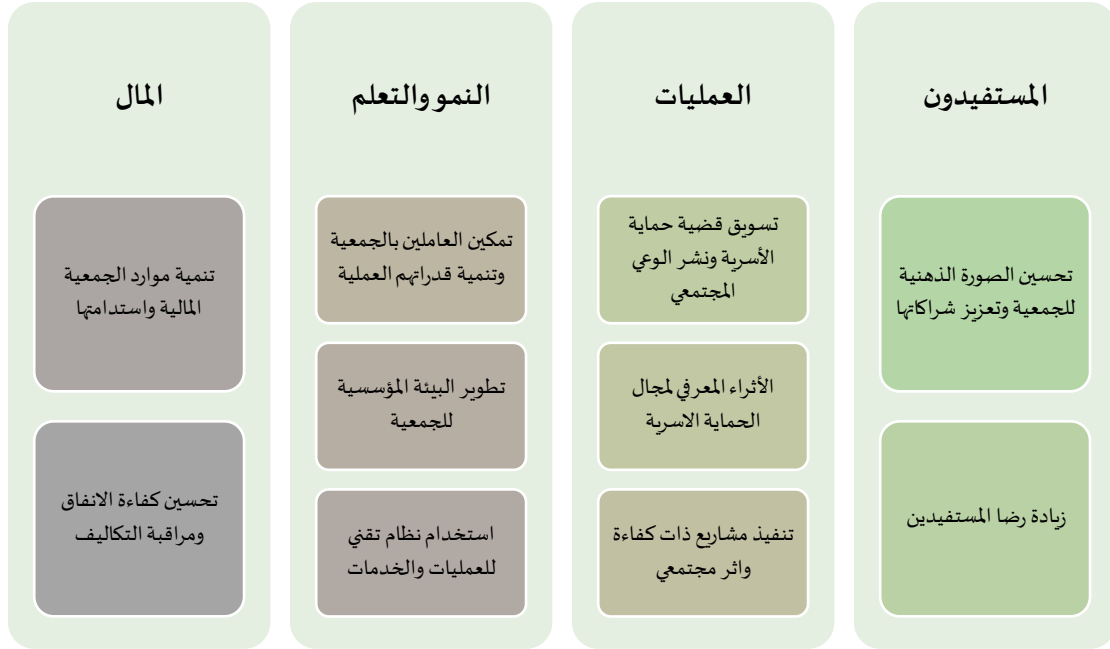 المستفيدون
تحسين الصورة الذهنية
للجمعية وتعزيز شراكاتها
زيادة رضا المستفيدين
العمليات
تسويق قضية حماية
الأسرية ونشر الوعي
المجتمعي
الأثراء المعرفي لمجال
الحماية الاسرية
تنفيذ مشاريع ذات كفاءة
واثر مجتمعي
النمو والتعلم
تمكين العاملين بالجمعية
وتنمية قدراتهم العملية
تطوير البيئة المؤسسية
للجمعية
استخدام نظام تقني
للعمليات والخدمات
المال
تنمية موارد الجمعية
المالية واستدامتها
تحسين كفاءة الانفاق
ومراقبة التكاليف